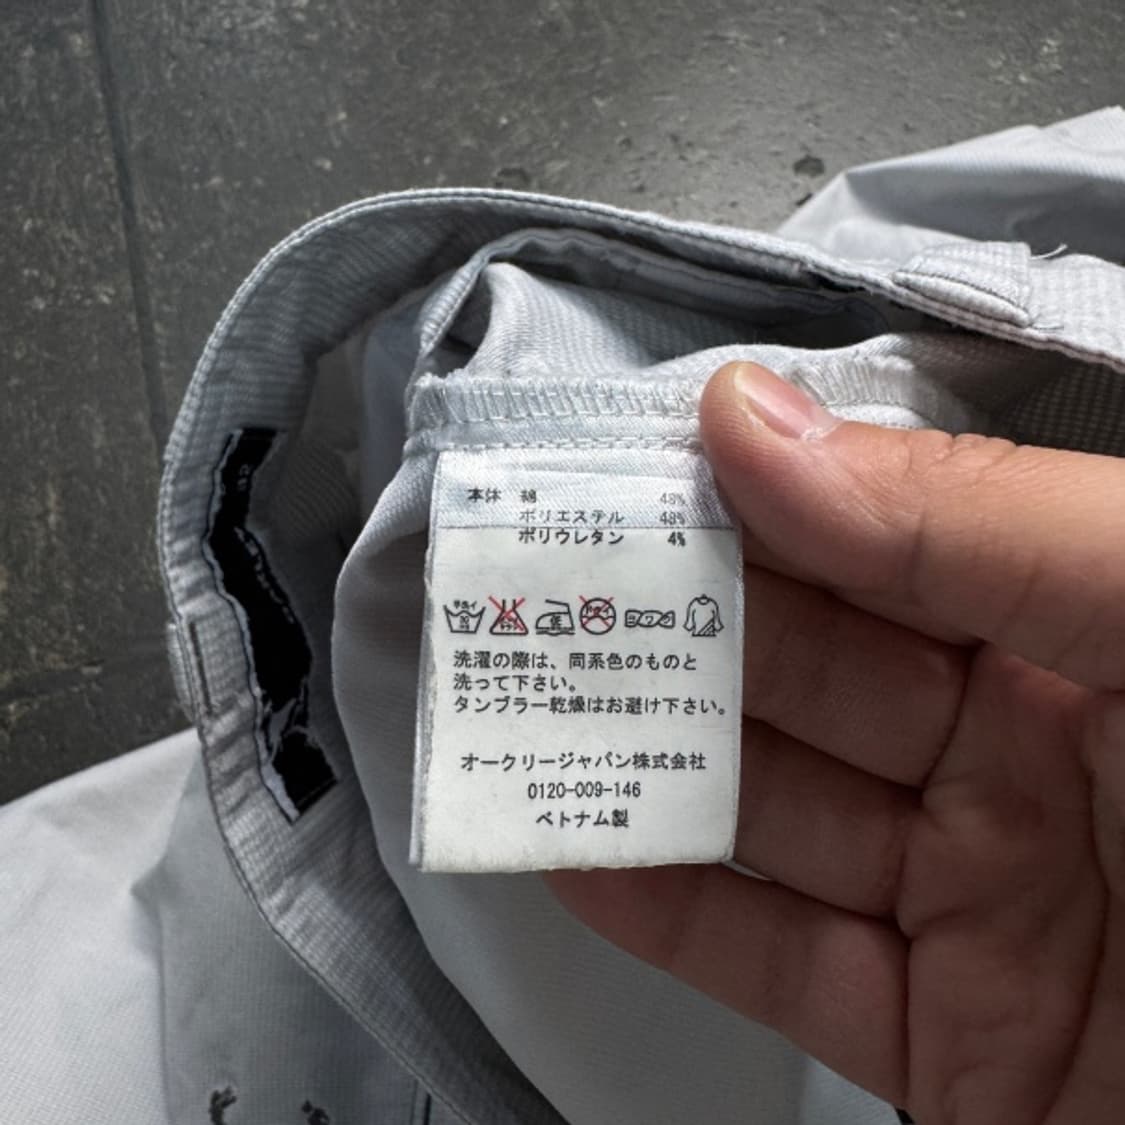 本体 綿 48%
ポリエステル 48%
ポリウレタン 4%
洗濯の際は、同系色のものと
洗って下さい。
タンブラー乾燥はお避け下さい。
オークリージャパン株式会社
0120-009-146
ベトナム製